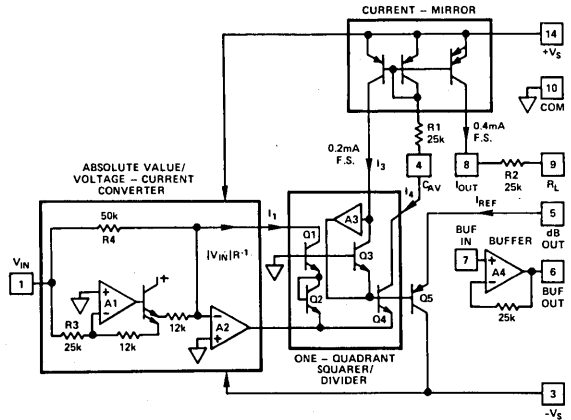 CURRENT – MIRROR
14
+VS
10
COM
R1
25k
0.2mA
F.S.
0.4mA
F.S.
I3
4
CAV
I4
8
IOUT
R2
25k
9
RL
ABSOLUTE VALUE/
VOLTAGE – CURRENT
CONVERTER
50k
R4
I1
|VIN|R-1
VIN
1
R3
25k
A1
+
–
+
12k
12k
–
A2
+
Q1
Q2
A3
Q3
Q4
Q5
IREF
5
dB
OUT
BUF
IN
7
BUFFER
+
A4
–
25k
6
BUF
OUT
ONE – QUADRANT
SQUARER/
DIVIDER
3
-VS